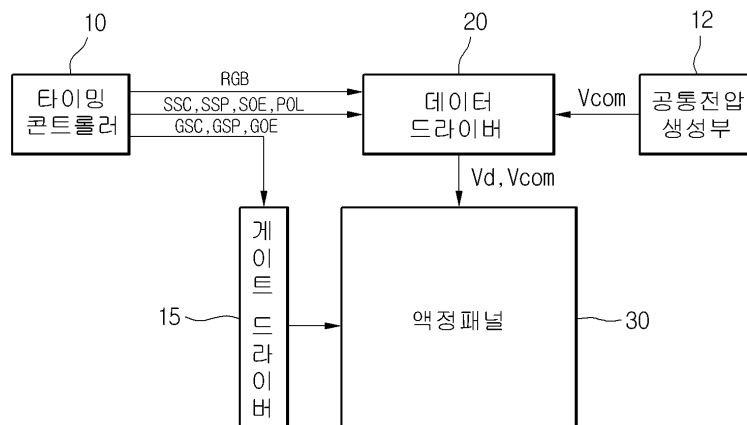 10
20
12
타이밍
콘트롤러
RGB
SSC,SSP,SOE,POL
GSC,GSP,GOE
데이터
드라이버
Vcom
공통전압
생성부
Vd,Vcom
게이트 드라이버
15
액정패널
30